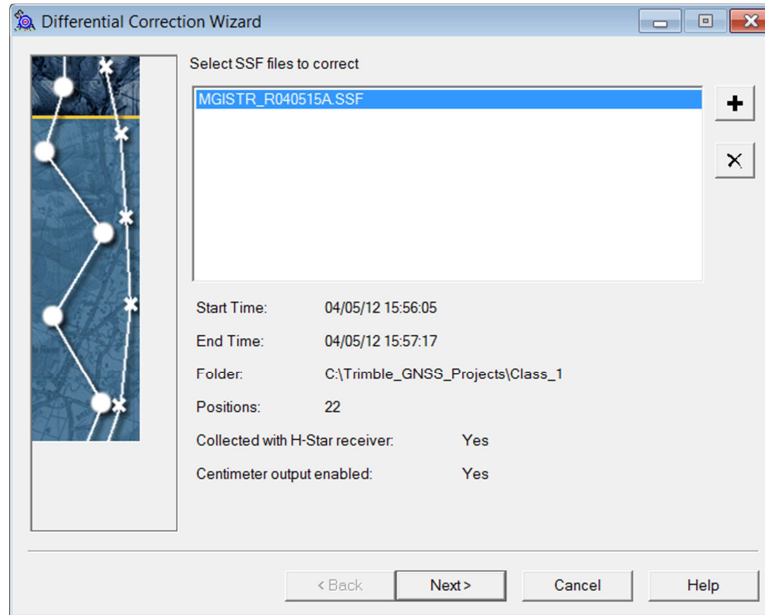 Differential Correction Wizard
Select SSF files to correct
MGISTR_R040515A.SSF
Start Time: 04/05/12 15:56:05
End Time: 04/05/12 15:57:17
Folder: C:\Trimble_GNSS_Projects\Class_1
Positions: 22
Collected with H-Star receiver: Yes
Centimeter output enabled: Yes
< Back Next > Cancel Help